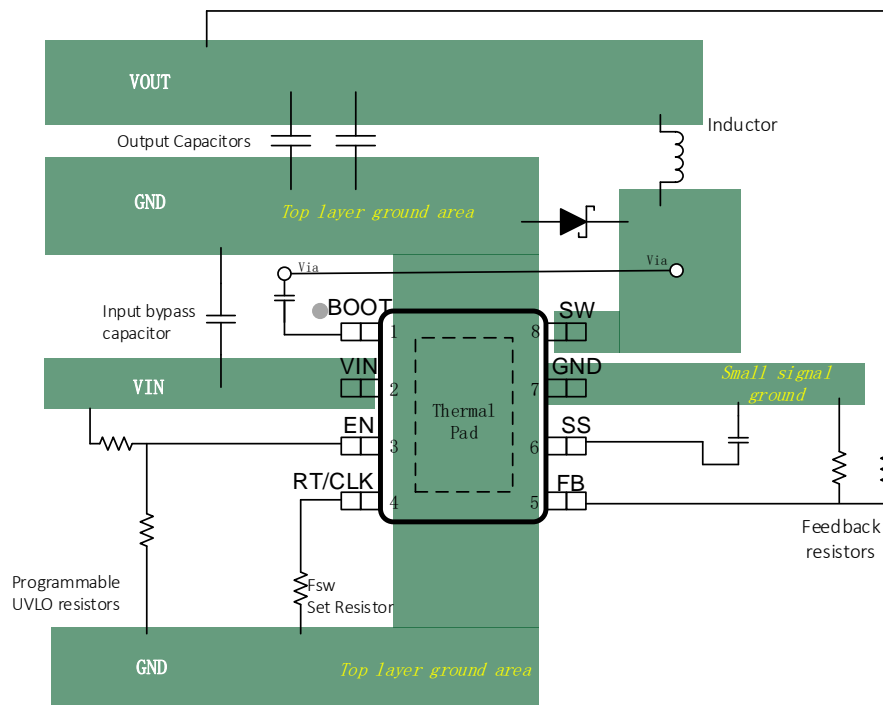 VOUT
Output Capacitors
Inductor
GND
Top layer ground area
Via
Via
BOOT
SW
1
8
Input bypass
capacitor
VIN
VIN
2
7
GND
Small signal
ground
Thermal
Pad
EN
3
6
SS
RT/CLK
4
5
FB
Feedback
resistors
Programmable
UVLO resistors
Fsw
Set Resistor
GND
Top layer ground area